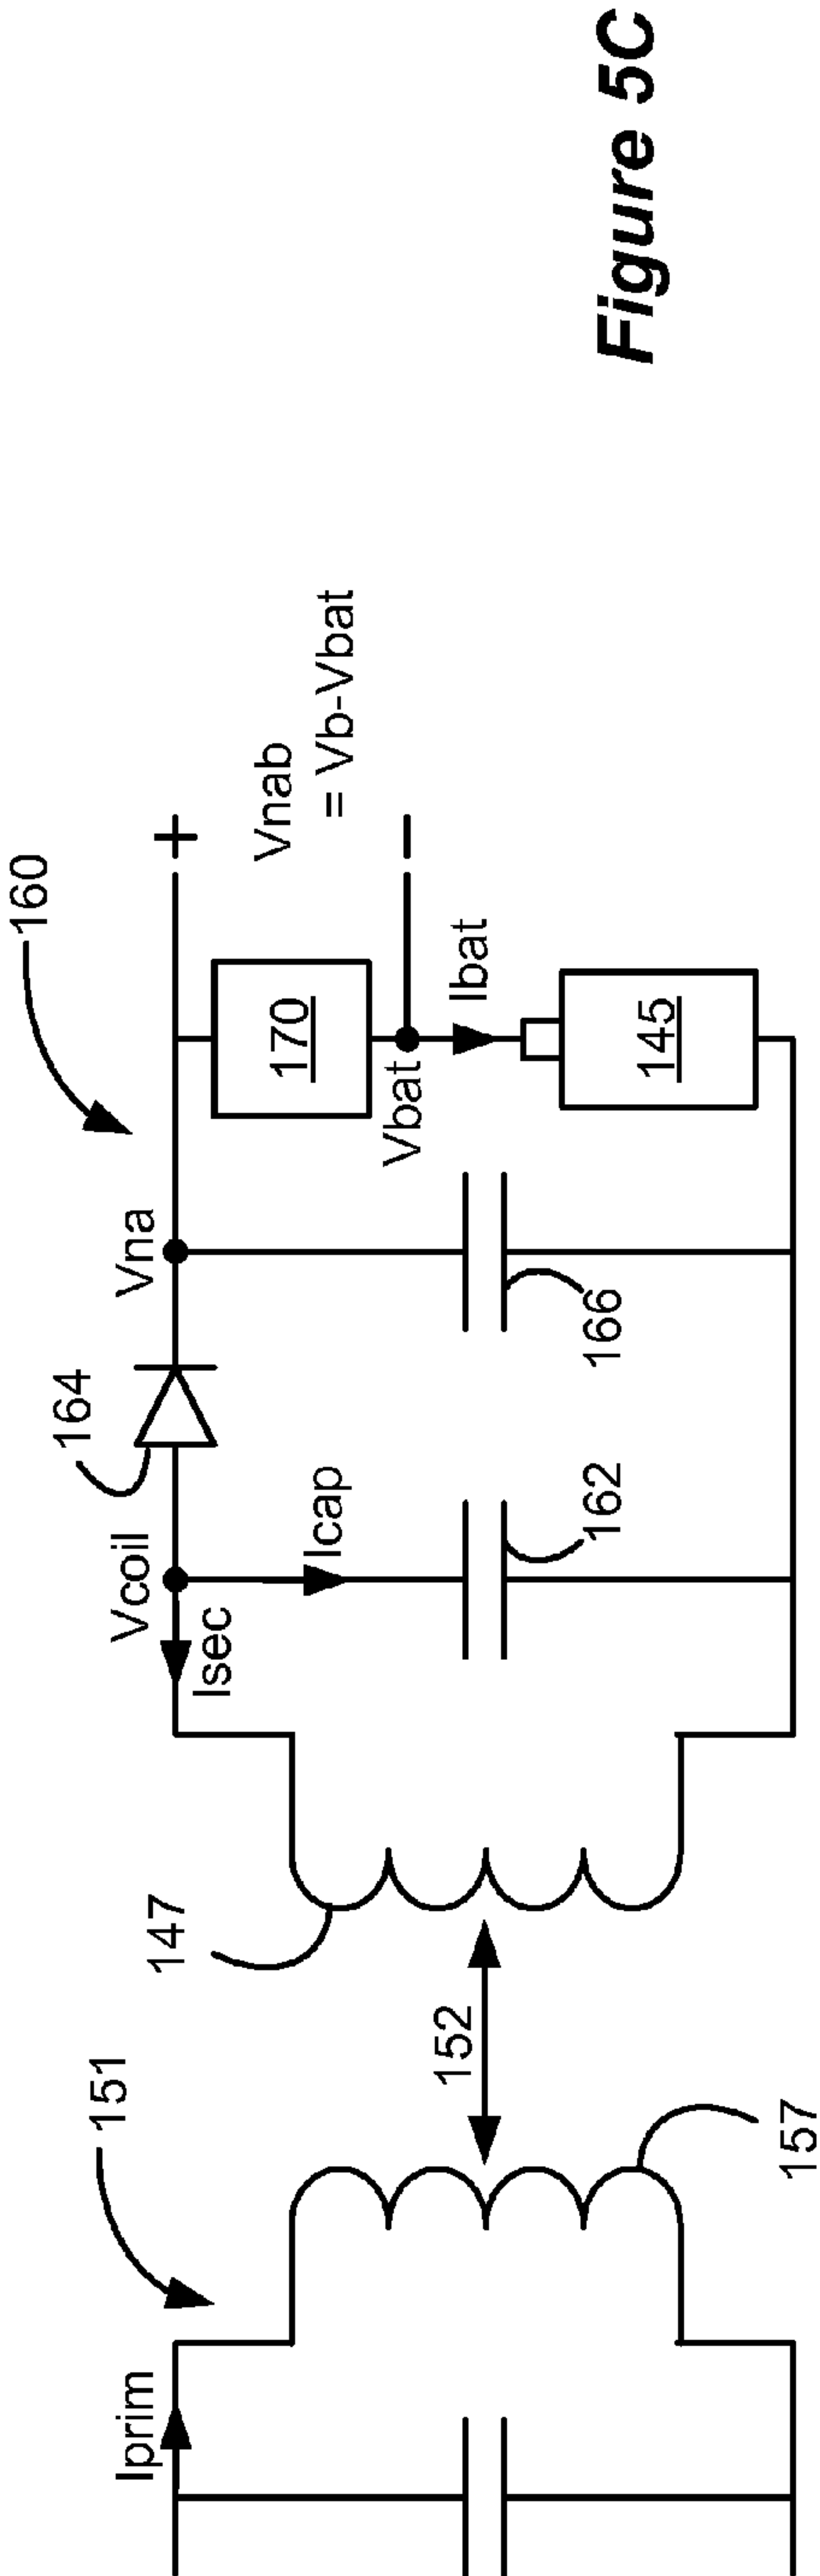 Iprim
151
157
152
147
Isec
Vcoil
Icap
162
164
Vna
166
160
170
Vbat
Ibat
145
+
Vnab
= Vb-Vbat
−
Figure 5C